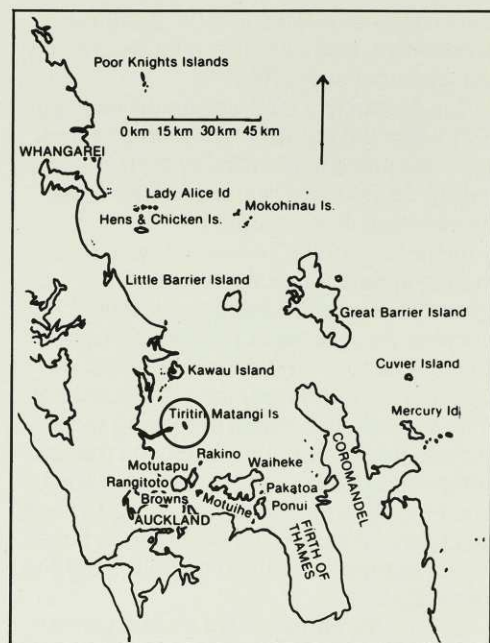 Poor Knights Islands
0 km 15 km 30 km 45 km
WHANGAREI
Lady Alice Id
Mokohinau Is.
Hens & Chicken Is.
Little Barrier Island
Great Barrier Island
Kawau Island
Cuvier Island
Tiritiri Matangi Is
Mercury Id
COROMANDEL
Rakino
Motutapu
Waiheke
Rangitoto
Pakatoa
Browns
Motuihe
Ponui
AUCKLAND
FIRTH OF
THAMES